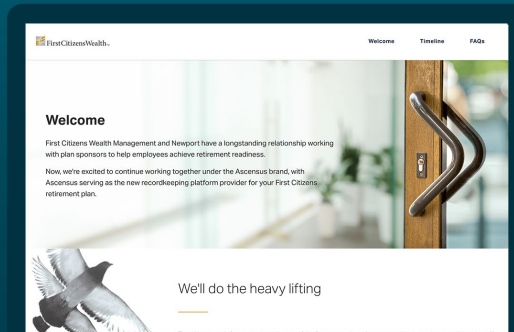 FirstCitizensWealth
Welcome
Timeline
FAQs
Welcome
First Citizens Wealth Management and Newport have a longstanding relationship working
with plan sponsors to help employees achieve retirement readiness.
Now, we're excited to continue working together under the Ascensus brand, with
Ascensus serving as the new recordkeeping platform provider for your First Citizens
retirement plan.
We'll do the heavy lifting